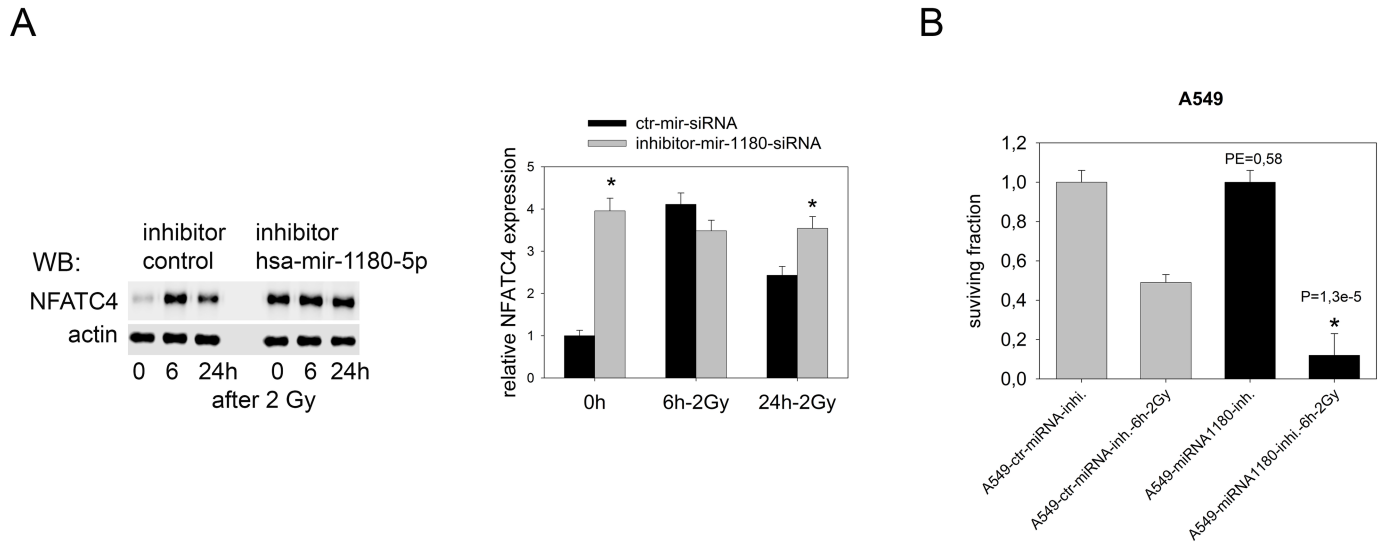 A
inhibitor
control
inhibitor
hsa-mir-1180-5p
WB:
NFATC4
actin
0 6 24h
0 6 24h
after 2 Gy
ctr-mir-siRNA
inhibitor-mir-1180-siRNA
relative NFATC4 expression
5
4
3
2
1
0
0h
6h-2Gy
24h-2Gy
*
*
B
A549
suviving fraction
1,2
1,0
0,8
0,6
0,4
0,2
0,0
PE=0,58
P=1,3e-5
*
A549-ctr-miRNA-inhi.
A549-ctr-miRNA-inh.-6h-2Gy
A549-miRNA1180-inh.
A549-miRNA1180-inhi.-6h-2Gy